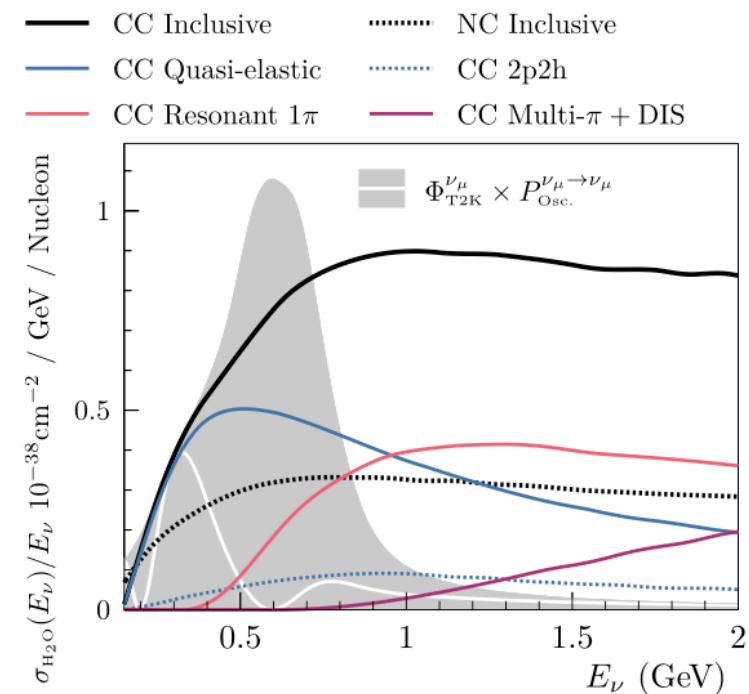 CC Inclusive NC Inclusive
CC Quasi-elastic CC 2p2h
CC Resonant 1π CC Multi-π + DIS
Φ^{ν_μ}_{T2K} × P^{ν_μ→ν_μ}_{Osc.}
σ_{H₂O}(E_ν)/E_ν 10^{−38}cm^{−2} / GeV / Nucleon
1
0.5
0
0.5 1 1.5 2
E_ν (GeV)